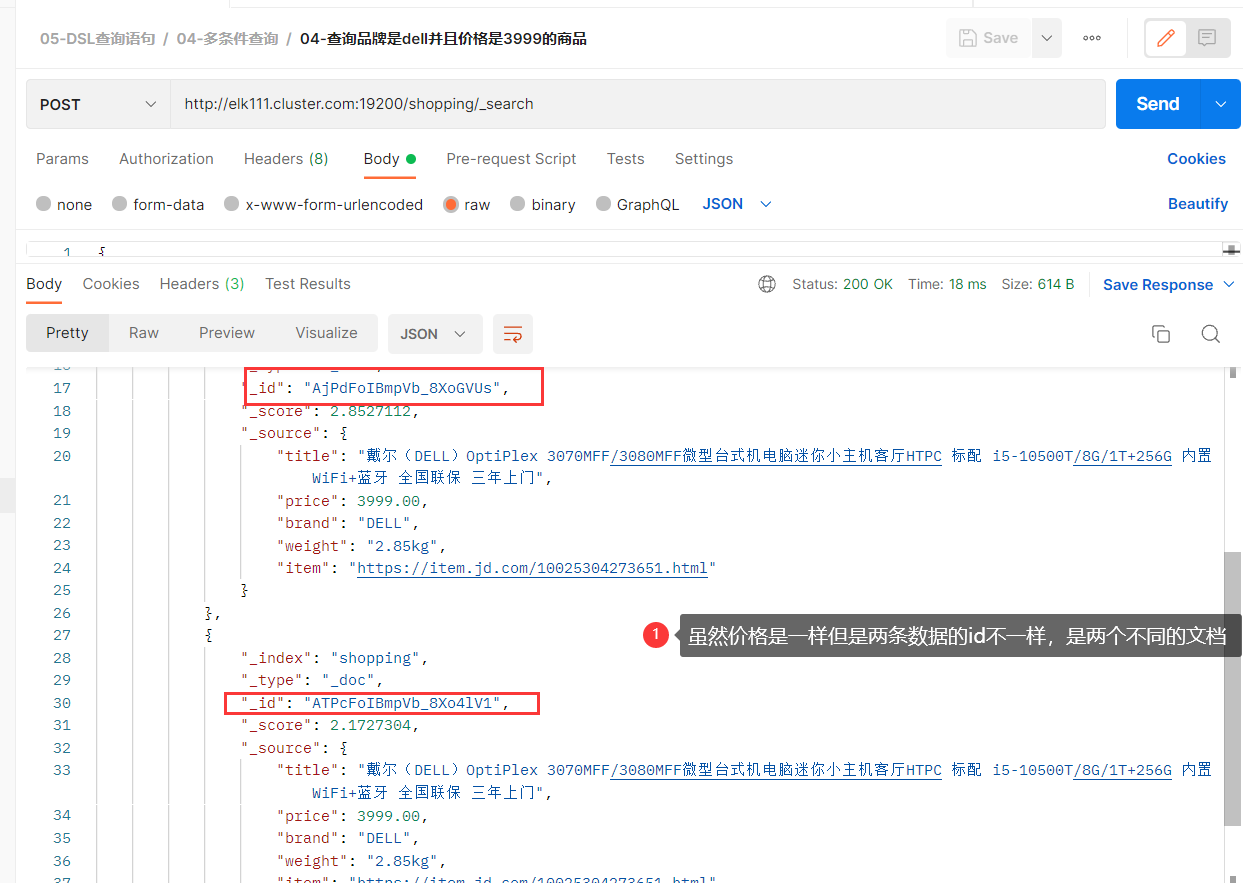 05-DSL查询语句 / 04-多条件查询 / 04-查询品牌是dell并且价格是3999的商品
Save
POST
http://elk111.cluster.com:19200/shopping/_search
Send
Params Authorization Headers (8) Body Pre-request Script Tests Settings Cookies
none form-data x-www-form-urlencoded raw binary GraphQL JSON Beautify
1 {
Body Cookies Headers (3) Test Results Status: 200 OK Time: 18 ms Size: 614 B Save Response
Pretty Raw Preview Visualize JSON
17 "_id": "AjPdFoIBmpVb_8XoGVUs",
18 "_score": 2.8527112,
19 "_source": {
20 "title": "戴尔（DELL）OptiPlex 3070MFF/3080MFF微型台式机电脑迷你小主机客厅HTPC 标配 i5-10500T/8G/1T+256G 内置
WiFi+蓝牙 全国联保 三年上门",
21 "price": 3999.00,
22 "brand": "DELL",
23 "weight": "2.85kg",
24 "item": "https://item.jd.com/10025304273651.html"
25 }
26 },
27 {
1 虽然价格是一样但是两条数据的id不一样，是两个不同的文档
28 "_index": "shopping",
29 "_type": "_doc",
30 "_id": "ATPcFoIBmpVb_8Xo4lV1",
31 "_score": 2.1727304,
32 "_source": {
33 "title": "戴尔（DELL）OptiPlex 3070MFF/3080MFF微型台式机电脑迷你小主机客厅HTPC 标配 i5-10500T/8G/1T+256G 内置
WiFi+蓝牙 全国联保 三年上门",
34 "price": 3999.00,
35 "brand": "DELL",
36 "weight": "2.85kg",
37 "item": "https://item.jd.com/10025304273651.html"